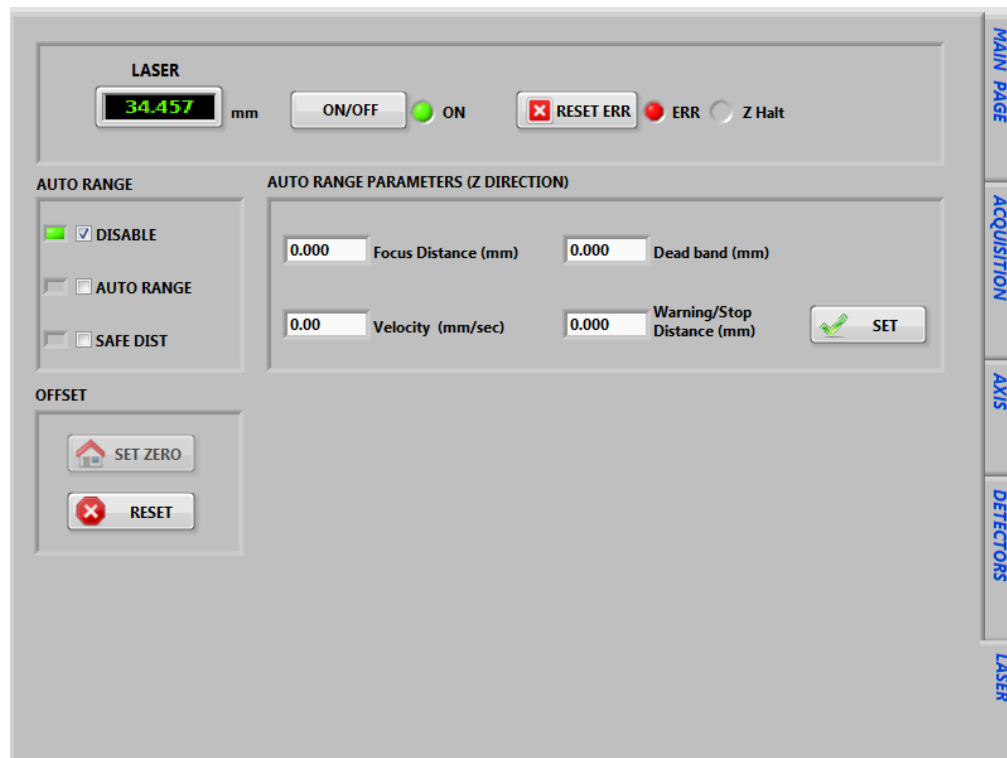 LASER
34.457 mm
ON/OFF ON
RESET ERR ERR Z Halt
AUTO RANGE
DISABLE
AUTO RANGE
SAFE DIST
AUTO RANGE PARAMETERS (Z DIRECTION)
0.000 Focus Distance (mm)
0.000 Dead band (mm)
0.00 Velocity (mm/sec)
0.000 Warning/Stop
Distance (mm)
SET
OFFSET
SET ZERO
RESET
MAIN PAGE
ACQUISITION
AXIS
DETECTORS
LASER